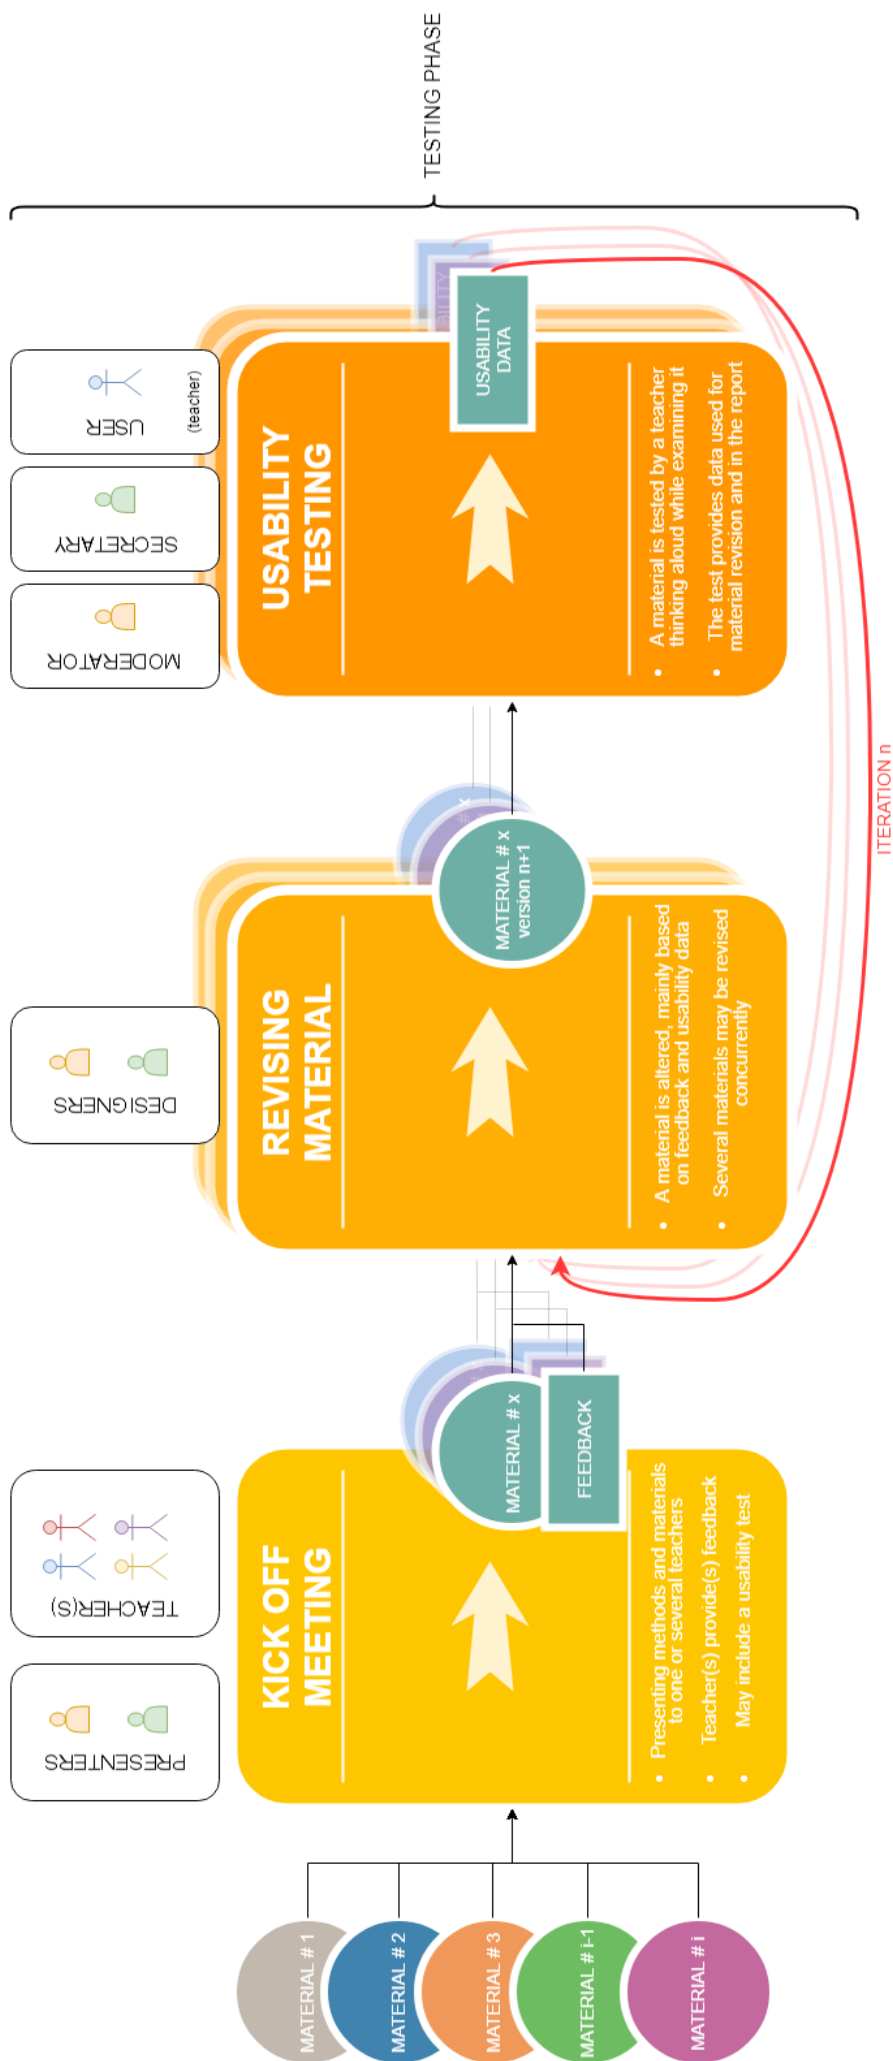 TESTING PHASE
PRESENTERS
TEACHER(S)
DESIGNERS
MODERATOR
SECRETARY
USER
(teacher)
MATERIAL # 1
MATERIAL # 2
MATERIAL # 3
MATERIAL # i-1
MATERIAL # i
KICK OFF
MEETING
MATERIAL # x
FEEDBACK
• Presenting methods and materials
to one or several teachers
• Teacher(s) provide(s) feedback
• May include a usability test
REVISING
MATERIAL
# x
MATERIAL # x
version n+1
• A material is altered, mainly based
on feedback and usability data
• Several materials may be revised
concurrently
USABILITY
TESTING
BILITY
USABILITY
DATA
• A material is tested by a teacher
thinking aloud while examining it
• The test provides data used for
material revision and in the report
ITERATION n